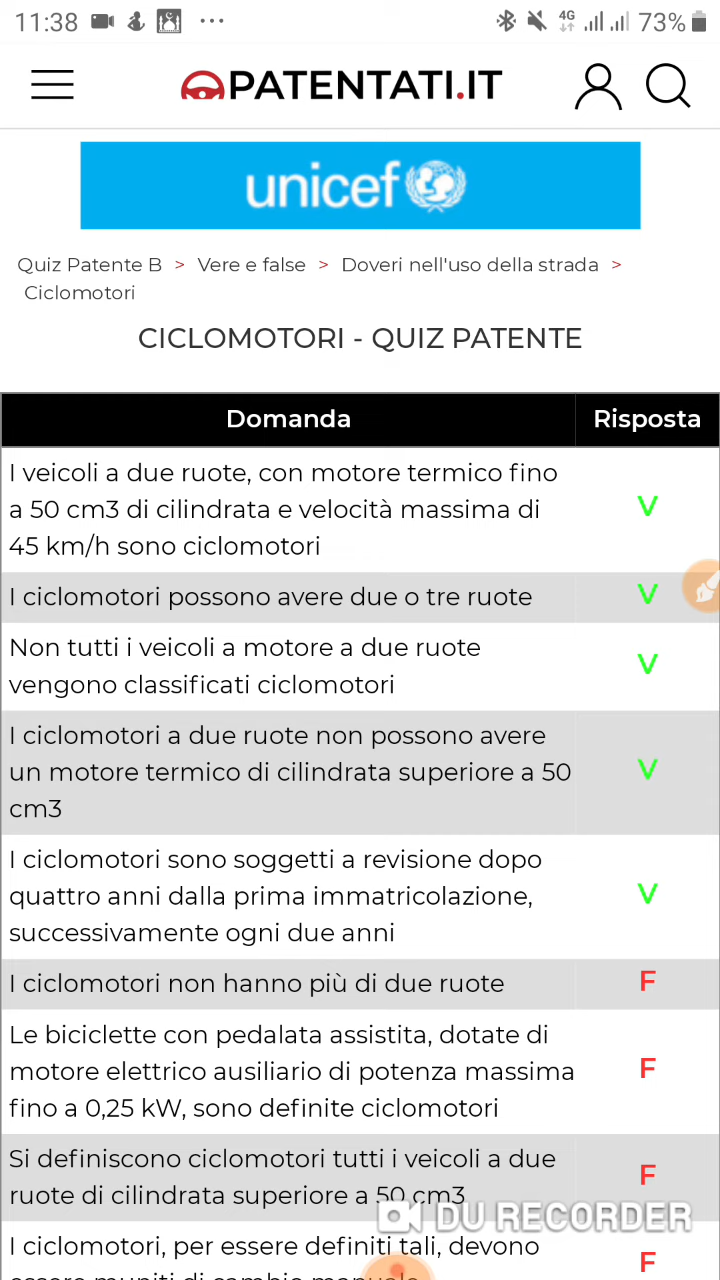 11:38
4G
73%
PATENTATI.IT
unicef
Quiz Patente B > Vere e false > Doveri nell'uso della strada >
Ciclomotori
CICLOMOTORI - QUIZ PATENTE
Domanda Risposta
I veicoli a due ruote, con motore termico fino
a 50 cm3 di cilindrata e velocità massima di
45 km/h sono ciclomotori
V
I ciclomotori possono avere due o tre ruote
V
Non tutti i veicoli a motore a due ruote
vengono classificati ciclomotori
V
I ciclomotori a due ruote non possono avere
un motore termico di cilindrata superiore a 50
cm3
V
I ciclomotori sono soggetti a revisione dopo
quattro anni dalla prima immatricolazione,
successivamente ogni due anni
V
I ciclomotori non hanno più di due ruote
F
Le biciclette con pedalata assistita, dotate di
motore elettrico ausiliario di potenza massima
fino a 0,25 kW, sono definite ciclomotori
F
Si definiscono ciclomotori tutti i veicoli a due
ruote di cilindrata superiore a 50 cm3
F
DU RECORDER
I ciclomotori, per essere definiti tali, devono
essere muniti di cambio manuale
F